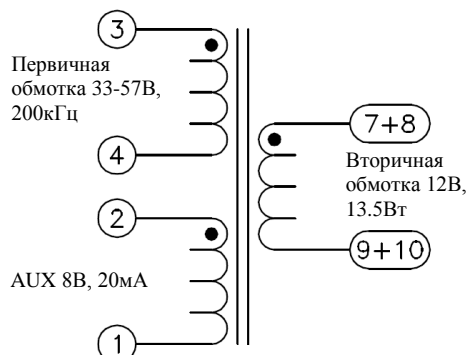 3
Первичная
обмотка 33-57В,
200кГц
4
7+8
Вторичная
обмотка 12В,
13.5Вт
9+10
2
AUX 8В, 20мА
1